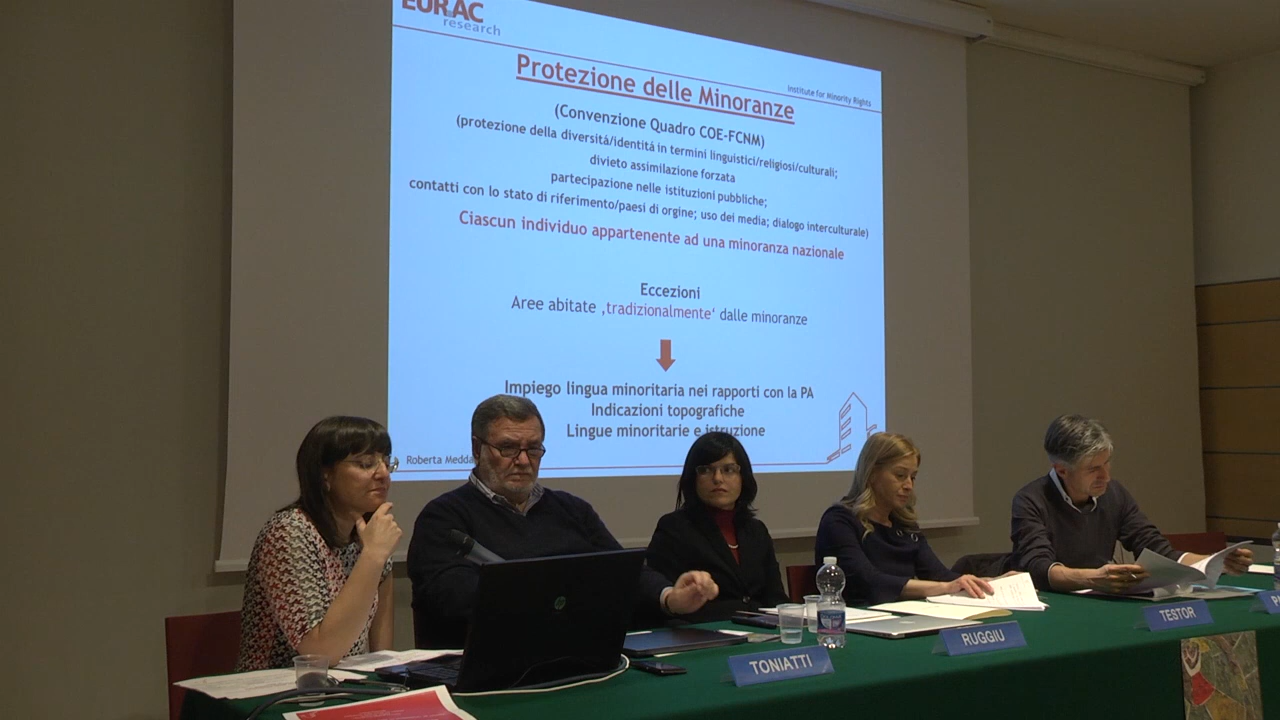 EURAC
research
Institute for Minority Rights
Protezione delle Minoranze
(Convenzione Quadro COE-FCNM)
(protezione della diversitá/identitá in termini linguistici/religiosi/culturali;
divieto assimilazione forzata
partecipazione nelle istituzioni pubbliche;
contatti con lo stato di riferimento/paesi di orgine; uso dei media; dialogo interculturale)
Ciascun individuo appartenente ad una minoranza nazionale
Eccezioni
Aree abitate ‚tradizionalmente‘ dalle minoranze
Impiego lingua minoritaria nei rapporti con la PA
Indicazioni topografiche
Lingue minoritarie e istruzione
Roberta Medda
TONIATTI
RUGGIU
TESTOR